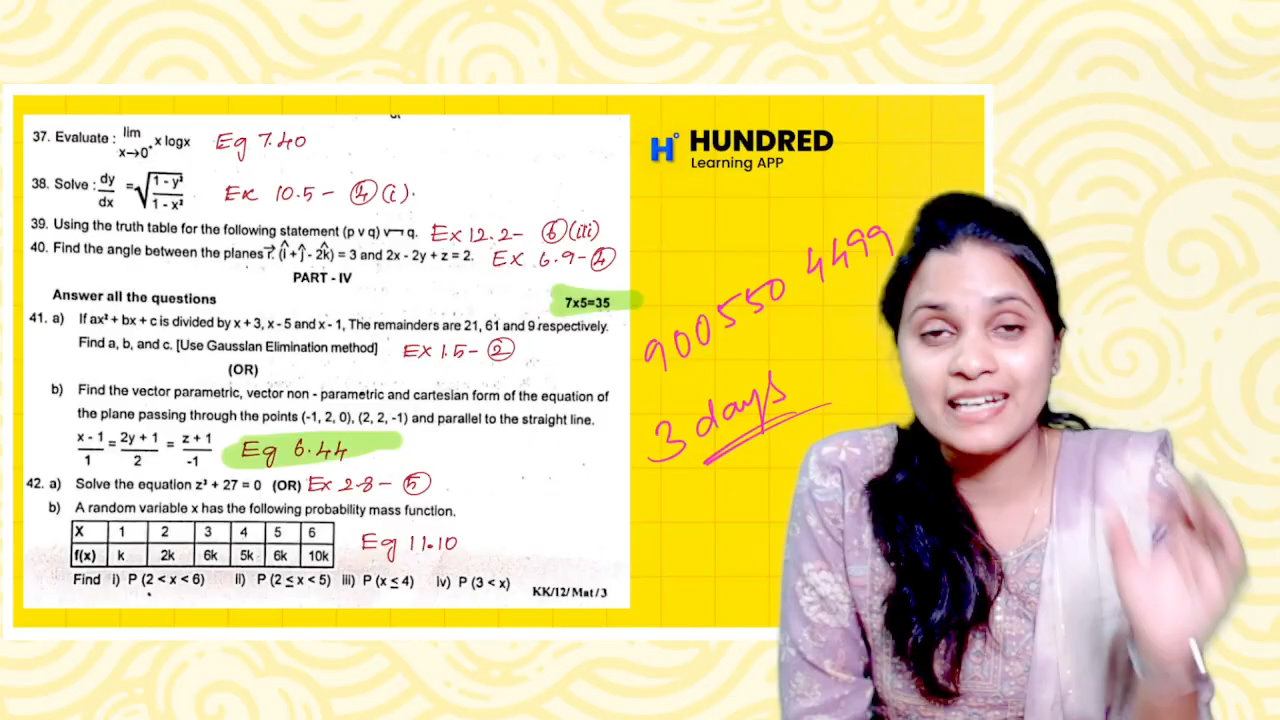 37. Evaluate : lim x→0⁺ x logx Eg 7.40
38. Solve : dy/dx = √(1 - y²)/(1 - x²) Ex 10.5 - ④ (i).
39. Using the truth table for the following statement (p v q) v¬ q. Ex 12.2 - ⑥(iii)
40. Find the angle between the planes r⃗. (î + ĵ - 2k̂) = 3 and 2x - 2y + z = 2. Ex 6.9 - ④
PART - IV
Answer all the questions 7x5=35
41. a) If ax² + bx + c is divided by x + 3, x - 5 and x - 1, The remainders are 21, 61 and 9 respectively.
Find a, b, and c. [Use Gaussian Elimination method] Ex 1.5 - ②
(OR)
b) Find the vector parametric, vector non - parametric and cartesian form of the equation of
the plane passing through the points (-1, 2, 0), (2, 2, -1) and parallel to the straight line.
x - 1/1 = 2y + 1/2 = z + 1/-1 Eg 6.44
42. a) Solve the equation z³ + 27 = 0 (OR) Ex 2.8 - ⑤
b) A random variable x has the following probability mass function.
X 1 2 3 4 5 6
f(x) k 2k 6k 5k 6k 10k
Find i) P (2 < x < 6) ii) P (2 ≤ x < 5) iii) P (x ≤ 4) iv) P (3 < x)
KK/12/Mat/3
H° HUNDRED
Learning APP
900550 4499
3 days